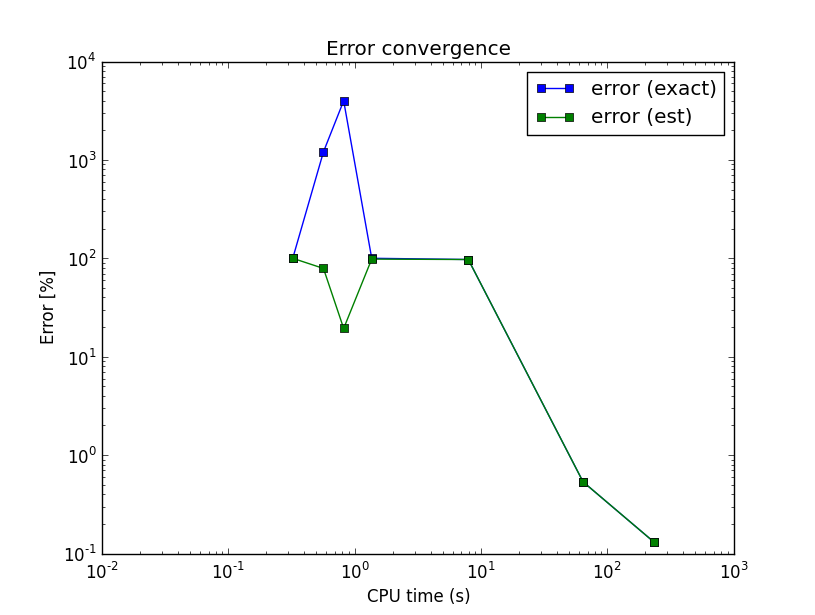 Error convergence
10^4
error (exact)
error (est)
10^3
10^2
Error [%]
10^1
10^0
10^-1
10^-2 10^-1 10^0 10^1 10^2 10^3
CPU time (s)